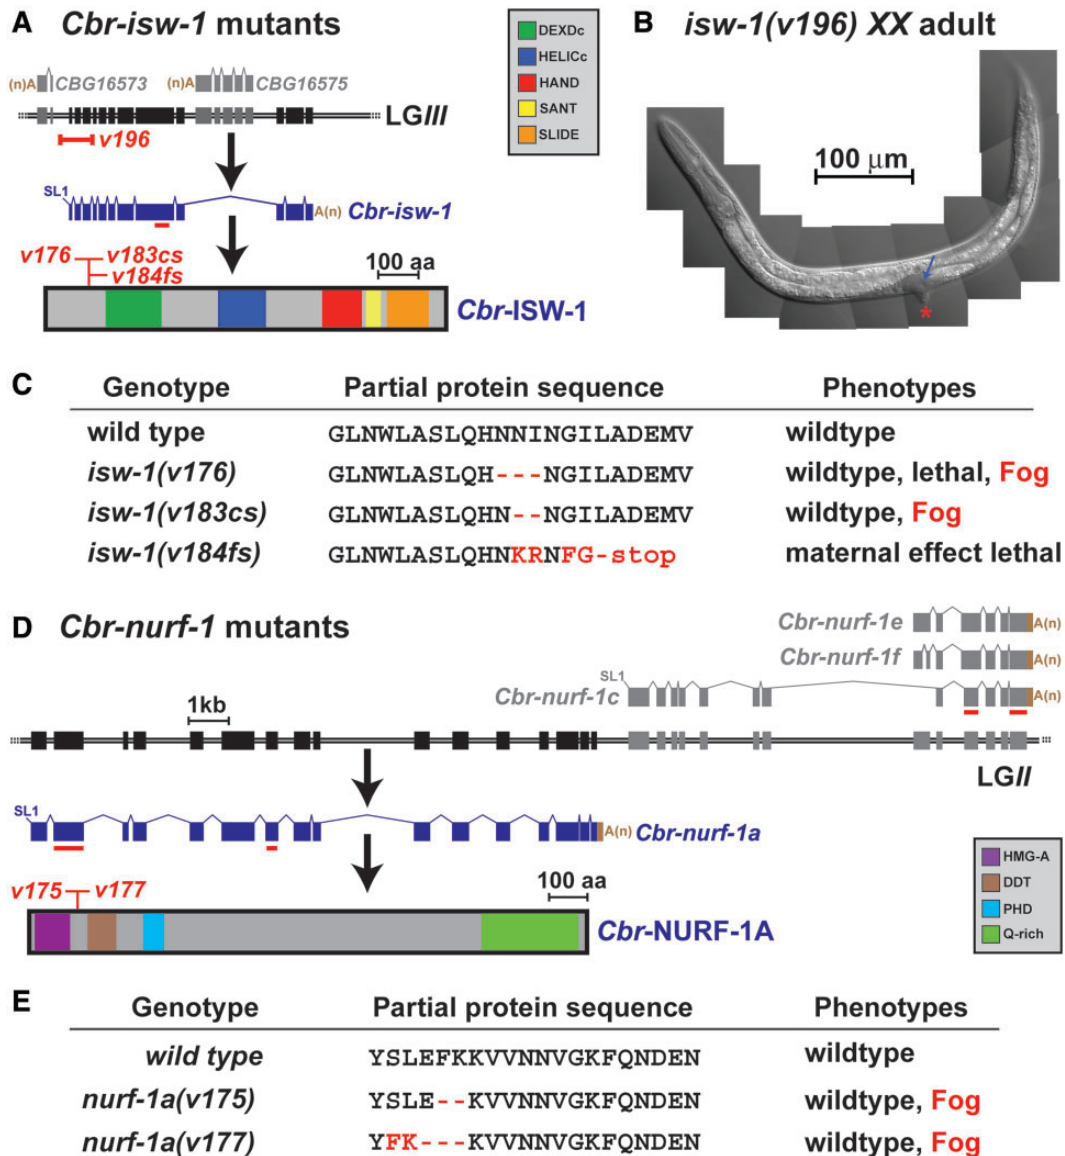 A Cbr-isw-1 mutants
(n)A CBG16573 (n)A CBG16575
LGIII
v196
SL1
A(n) Cbr-isw-1
v176 v183cs
v184fs
100 aa
Cbr-ISW-1
DEXDc
HELICc
HAND
SANT
SLIDE
B isw-1(v196) XX adult
100 μm
*
C Genotype Partial protein sequence Phenotypes
wild type GLNWLASLQHNNINGILADEMV wildtype
isw-1(v176) GLNWLASLQH---NGILADEMV wildtype, lethal, Fog
isw-1(v183cs) GLNWLASLQHN--NGILADEMV wildtype, Fog
isw-1(v184fs) GLNWLASLQHNKRNFG-stop maternal effect lethal
D Cbr-nurf-1 mutants
Cbr-nurf-1e A(n)
Cbr-nurf-1f A(n)
SL1
Cbr-nurf-1c A(n)
1kb
LGII
SL1
A(n) Cbr-nurf-1a
v175 v177
100 aa
Cbr-NURF-1A
HMG-A
DDT
PHD
Q-rich
E Genotype Partial protein sequence Phenotypes
wild type YSLEFKKVVNNVGKFQNDEN wildtype
nurf-1a(v175) YSLE--KVVNNVGKFQNDEN wildtype, Fog
nurf-1a(v177) YFK---KVVNNVGKFQNDEN wildtype, Fog